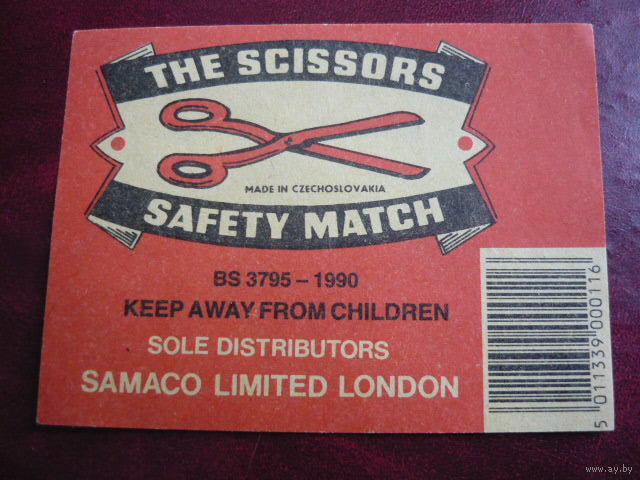 THE SCISSORS
MADE IN CZECHOSLOVAKIA
SAFETY MATCH
BS 3795 – 1990
KEEP AWAY FROM CHILDREN
SOLE DISTRIBUTORS
SAMACO LIMITED LONDON
5 011339 000116
www.ay.by